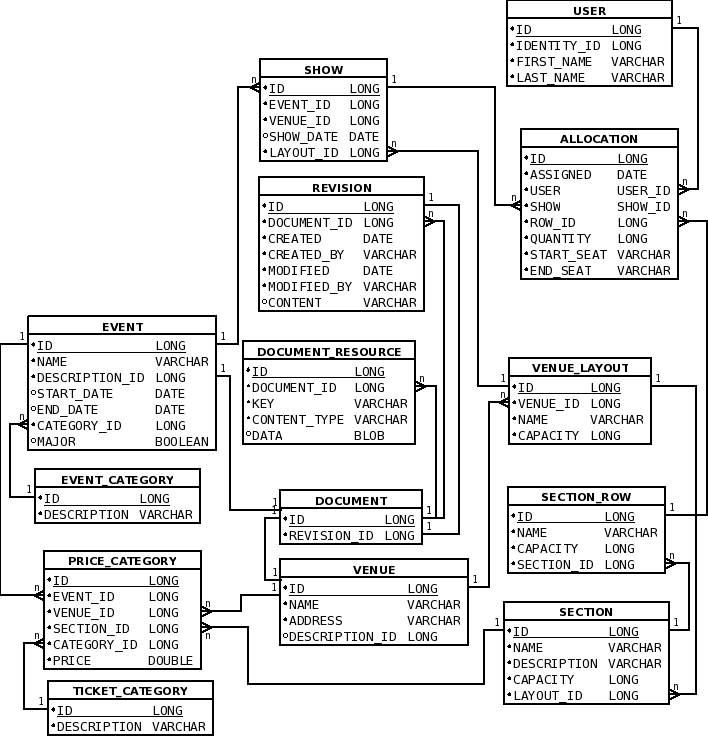 USER
ID LONG
IDENTITY_ID LONG
FIRST_NAME VARCHAR
LAST_NAME VARCHAR
1
SHOW
ID LONG
EVENT_ID LONG
VENUE_ID LONG
SHOW_DATE DATE
LAYOUT_ID LONG
n
1
n
ALLOCATION
ID LONG
ASSIGNED DATE
USER USER_ID
SHOW SHOW_ID
ROW_ID LONG
QUANTITY LONG
START_SEAT VARCHAR
END_SEAT VARCHAR
n
n
n
REVISION
ID LONG
DOCUMENT_ID LONG
CREATED DATE
CREATED_BY VARCHAR
MODIFIED DATE
MODIFIED_BY VARCHAR
CONTENT VARCHAR
1
n
EVENT
ID LONG
NAME VARCHAR
DESCRIPTION_ID LONG
START_DATE DATE
END_DATE DATE
CATEGORY_ID LONG
MAJOR BOOLEAN
1
1
1
n
DOCUMENT_RESOURCE
ID LONG
DOCUMENT_ID LONG
KEY VARCHAR
CONTENT_TYPE VARCHAR
DATA BLOB
n
VENUE_LAYOUT
ID LONG
VENUE_ID LONG
NAME VARCHAR
CAPACITY LONG
1
1
n
EVENT_CATEGORY
ID LONG
DESCRIPTION VARCHAR
1
DOCUMENT
ID LONG
REVISION_ID LONG
1
1
1
1
SECTION_ROW
ID LONG
NAME VARCHAR
CAPACITY LONG
SECTION_ID LONG
1
n
PRICE_CATEGORY
ID LONG
EVENT_ID LONG
VENUE_ID LONG
SECTION_ID LONG
CATEGORY_ID LONG
PRICE DOUBLE
n
n
n
n
VENUE
ID LONG
NAME VARCHAR
ADDRESS VARCHAR
DESCRIPTION_ID LONG
1
1
1
SECTION
ID LONG
NAME VARCHAR
DESCRIPTION VARCHAR
CAPACITY LONG
LAYOUT_ID LONG
1
1
n
TICKET_CATEGORY
ID LONG
DESCRIPTION VARCHAR
1